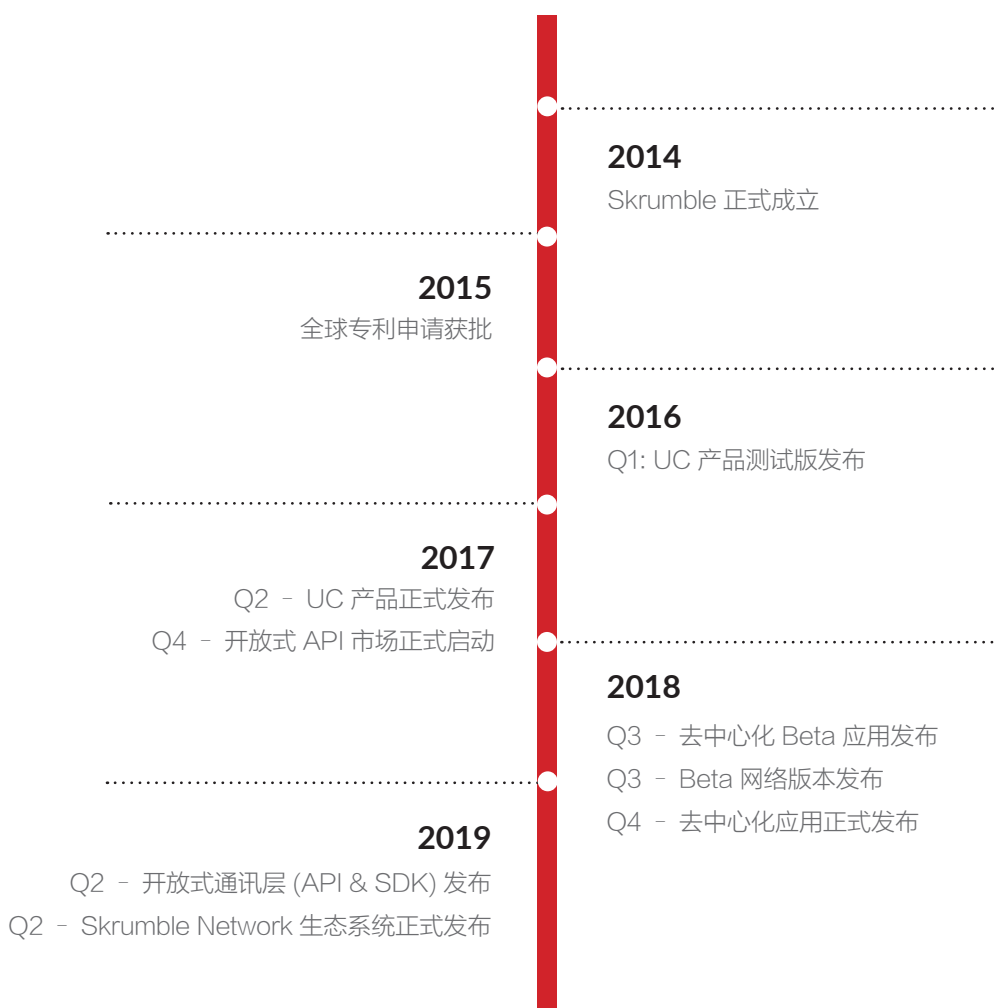 2014
Skrumble 正式成立
2015
全球专利申请获批
2016
Q1: UC 产品测试版发布
2017
Q2 - UC 产品正式发布
Q4 - 开放式 API 市场正式启动
2018
Q3 - 去中心化 Beta 应用发布
Q3 - Beta 网络版本发布
Q4 - 去中心化应用正式发布
2019
Q2 - 开放式通讯层 (API & SDK) 发布
Q2 - Skrumble Network 生态系统正式发布